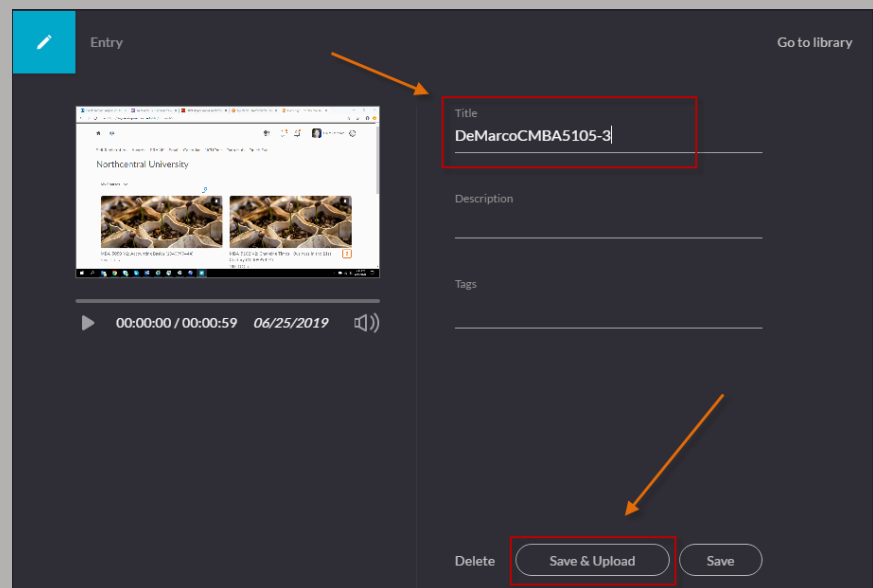 Entry
Go to library
Northcentral University
Title
DeMarcoCMBA5105-3
Description
Tags
00:00:00 / 00:00:59 06/25/2019
Delete
Save & Upload
Save